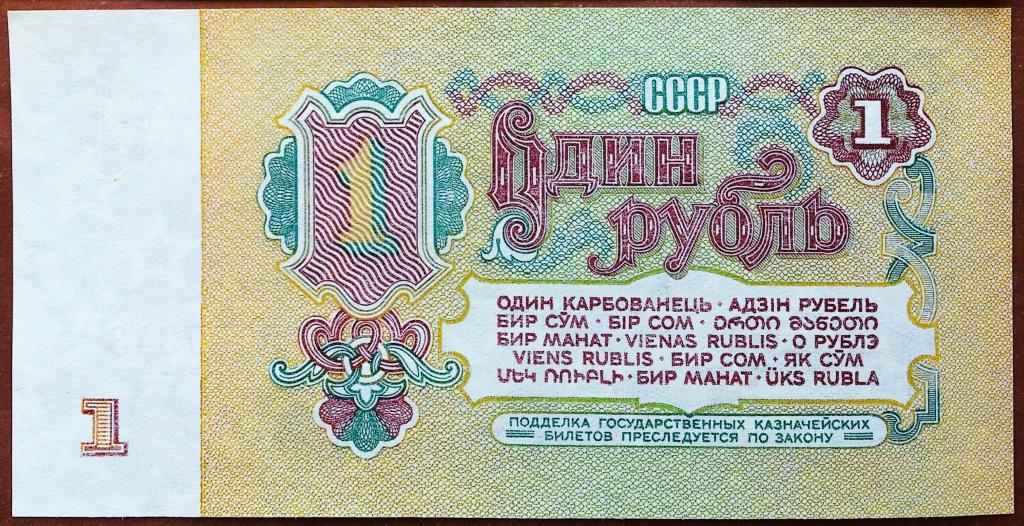 СССР
1
1
Один
рубль
ОДИН КАРБОВАНЕЦЬ · АДЗІН РУБЕЛЬ
БИР СЎМ · БІР СОМ · ᲔᲠᲗᲘ ᲛᲐᲜᲔᲗᲘ
БИР МАНАТ · VIENAS RUBLIS · О РУБЛЭ
VIENS RUBLIS · БИР СОМ · ЯК СӮМ
ՄԵԿ ՌՈՒԲԼԻ · БИР МАНАТ · ÜKS RUBLA
ПОДДЕЛКА ГОСУДАРСТВЕННЫХ КАЗНАЧЕЙСКИХ
БИЛЕТОВ ПРЕСЛЕДУЕТСЯ ПО ЗАКОНУ
1